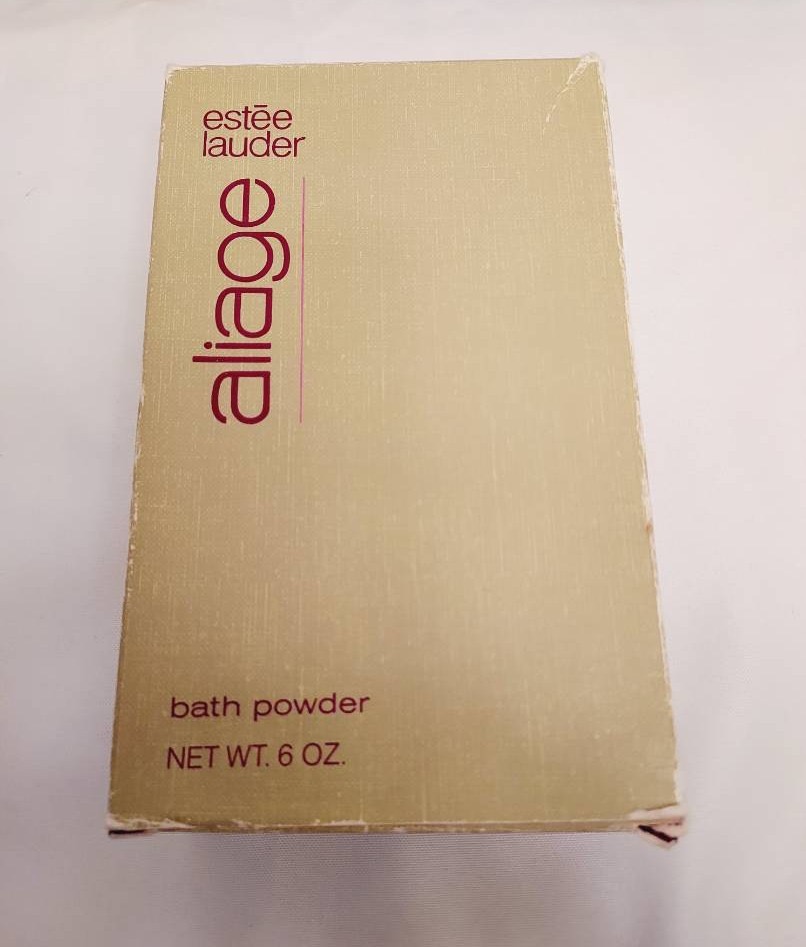 estēe
lauder
aliage
bath powder
NET WT. 6 OZ.